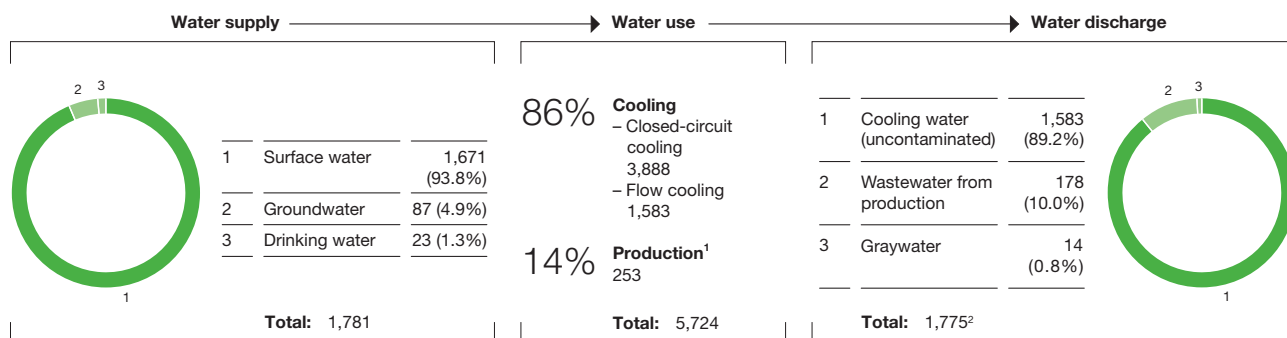 Water supply
Water use
Water discharge
2
3
1
1 Surface water 1,671
(93.8%)
2 Groundwater 87 (4.9%)
3 Drinking water 23 (1.3%)
Total: 1,781
86% Cooling
– Closed-circuit
cooling
3,888
– Flow cooling
1,583
14% Production¹
253
Total: 5,724
1 Cooling water 1,583
(uncontaminated) (89.2%)
2 Wastewater from 178
production (10.0%)
3 Graywater 14
(0.8%)
Total: 1,775²
2
3
1